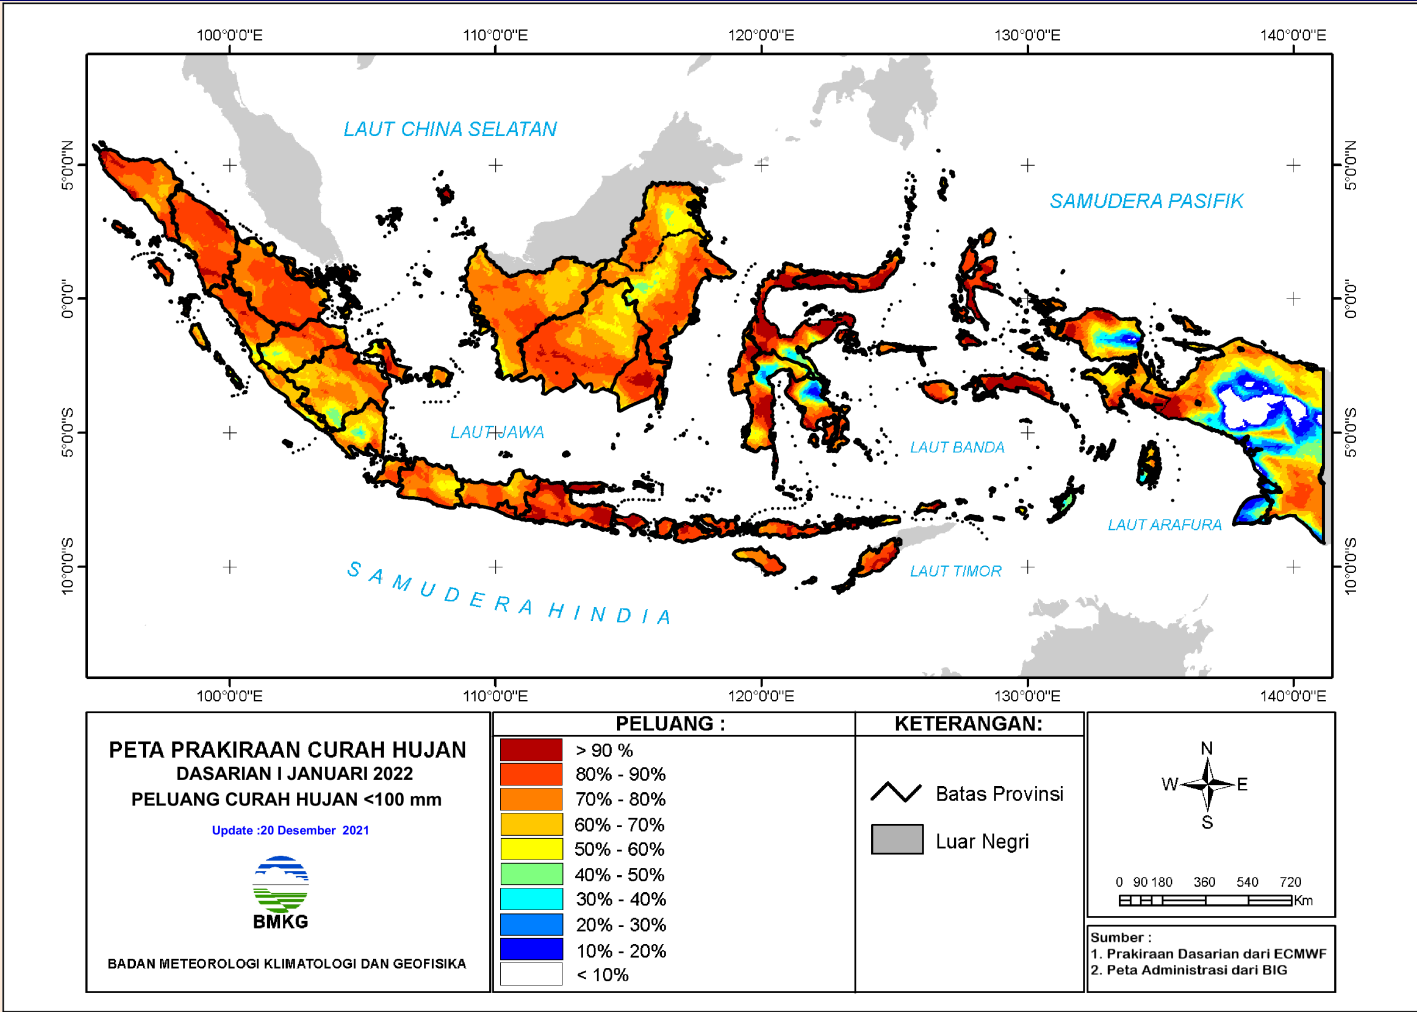 100°0'0"E 110°0'0"E 120°0'0"E 130°0'0"E 140°0'0"E
LAUT CHINA SELATAN
5°0'0"N 5°0'0"N
SAMUDERA PASIFIK
0°0'0" 0°0'0"
LAUT JAWA
LAUT BANDA
5°0'0"S 5°0'0"S
LAUT ARAFURA
LAUT TIMOR
10°0'0"S 10°0'0"S
SAMUDERA HINDIA
100°0'0"E 110°0'0"E 120°0'0"E 130°0'0"E 140°0'0"E
PETA PRAKIRAAN CURAH HUJAN
DASARIAN I JANUARI 2022
PELUANG CURAH HUJAN <100 mm
Update :20 Desember 2021
BMKG
BADAN METEOROLOGI KLIMATOLOGI DAN GEOFISIKA
PELUANG :
> 90 %
80% - 90%
70% - 80%
60% - 70%
50% - 60%
40% - 50%
30% - 40%
20% - 30%
10% - 20%
< 10%
KETERANGAN:
Batas Provinsi
Luar Negri
N
W E
S
0 90 180 360 540 720
Km
Sumber :
1. Prakiraan Dasarian dari ECMWF
2. Peta Administrasi dari BIG